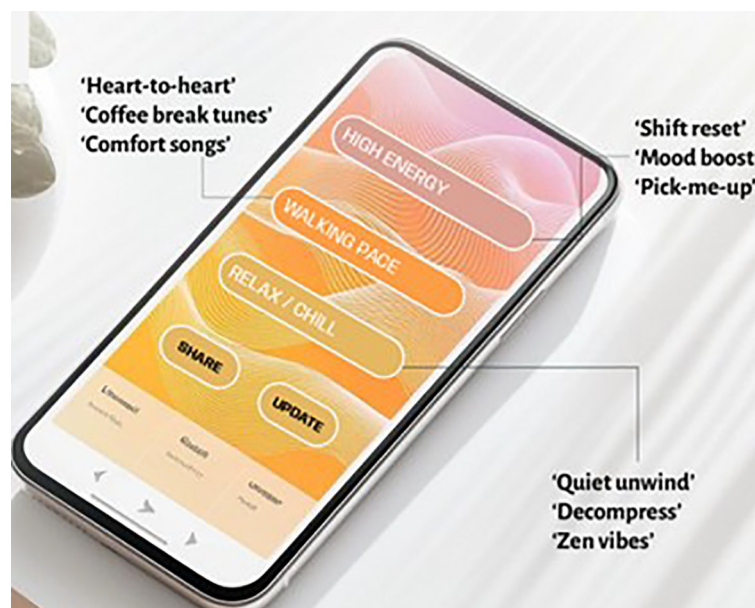 ‘Heart-to-heart’
‘Coffee break tunes’
‘Comfort songs’
‘Shift reset’
‘Mood boost
‘Pick-me-up’
HIGH ENERGY
WALKING PACE
RELAX / CHILL
SHARE
UPDATE
‘Quiet unwind’
‘Decompress’
‘Zen vibes’